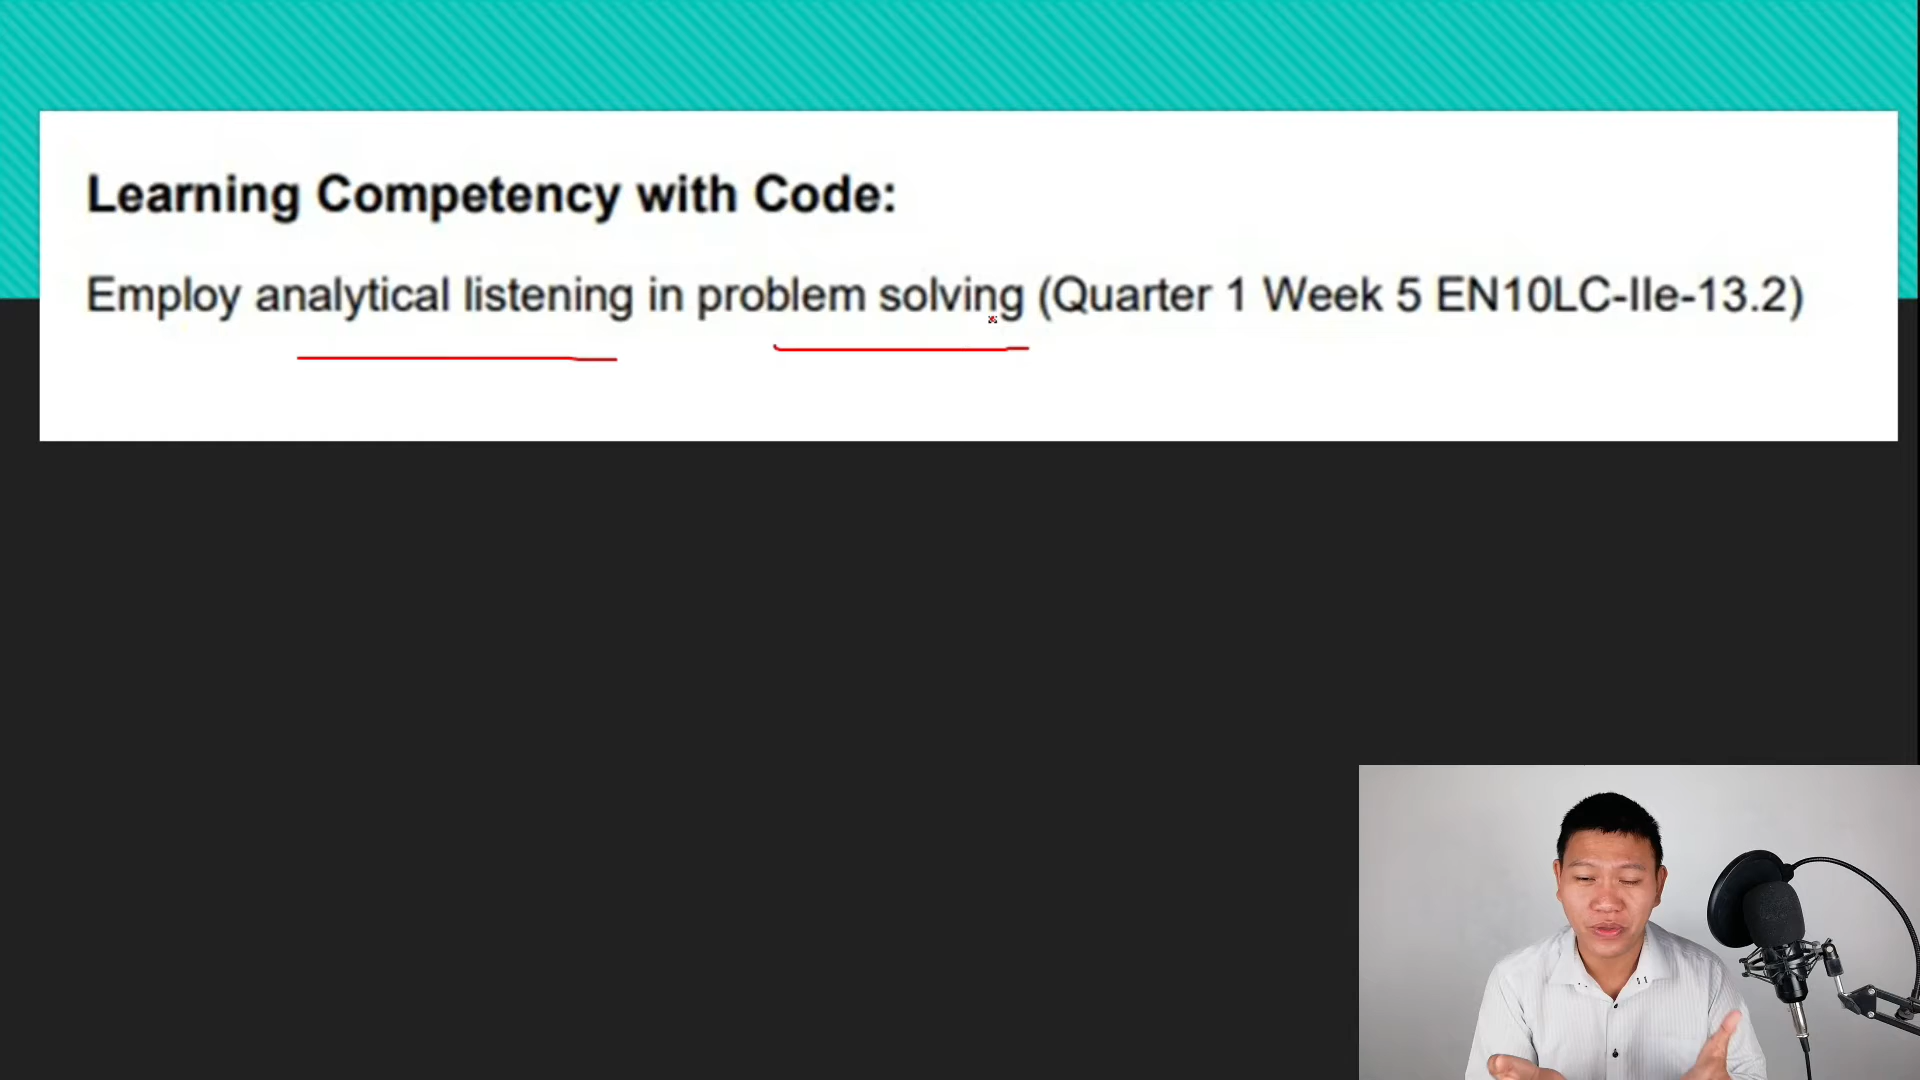 Learning Competency with Code:
Employ analytical listening in problem solving (Quarter 1 Week 5 EN10LC-IIe-13.2)